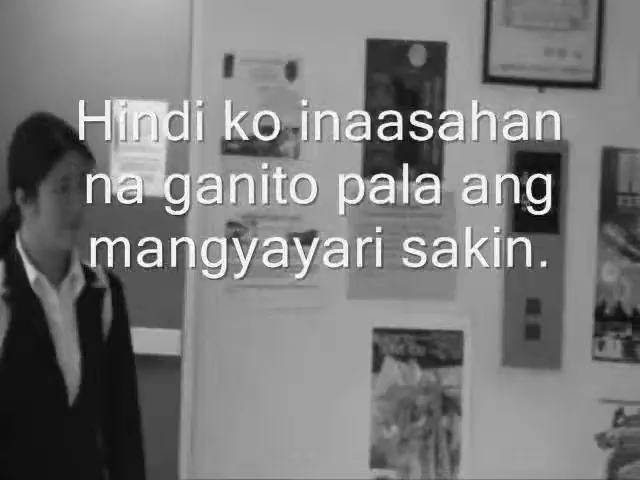 Hindi ko inaasahan
na ganito pala ang
mangyayari sakin.